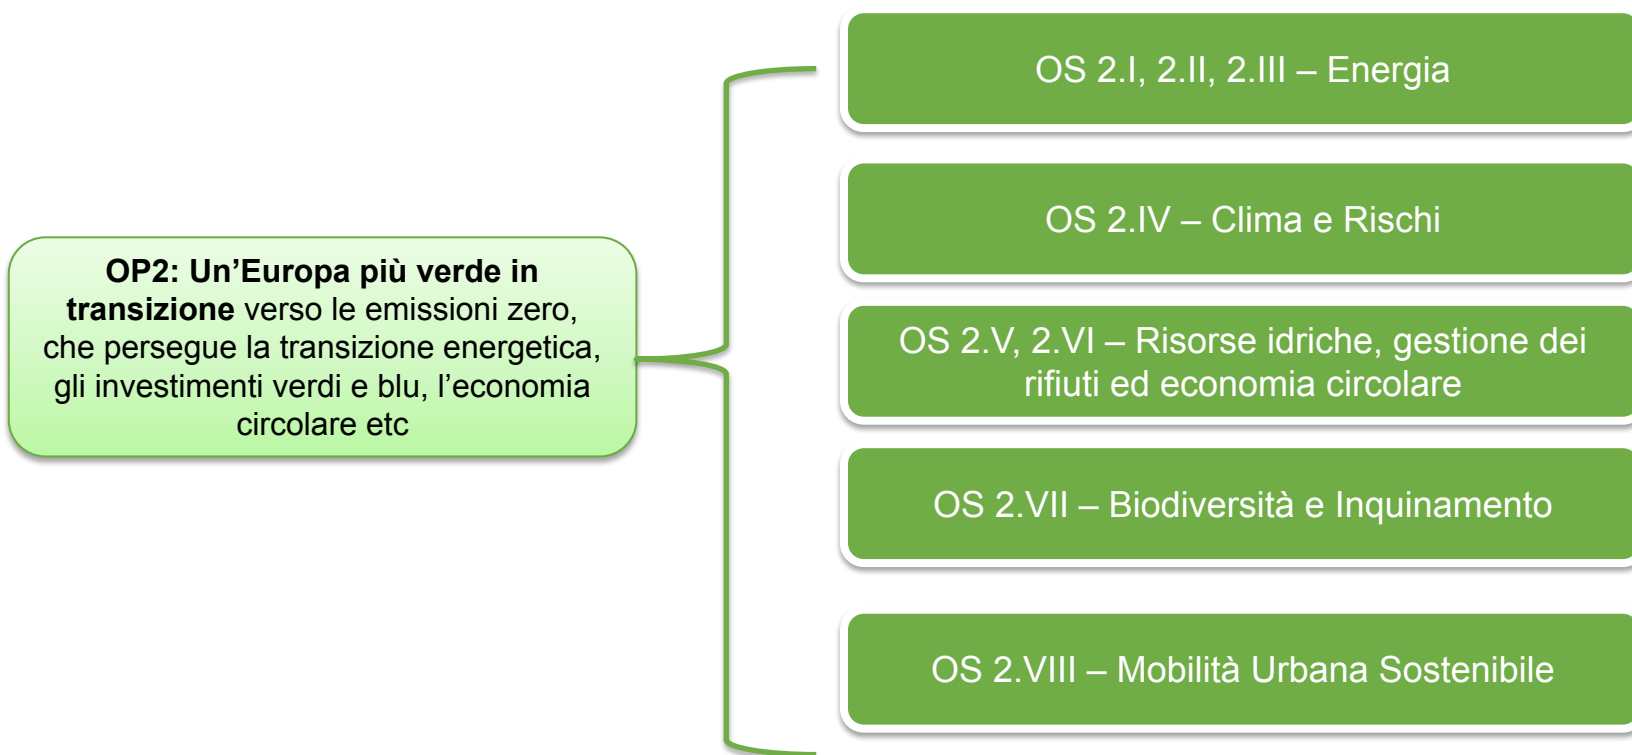 OP2: Un’Europa più verde in
transizione verso le emissioni zero,
che persegue la transizione energetica,
gli investimenti verdi e blu, l’economia
circolare etc
OS 2.I, 2.II, 2.III – Energia
OS 2.IV – Clima e Rischi
OS 2.V, 2.VI – Risorse idriche, gestione dei
rifiuti ed economia circolare
OS 2.VII – Biodiversità e Inquinamento
OS 2.VIII – Mobilità Urbana Sostenibile